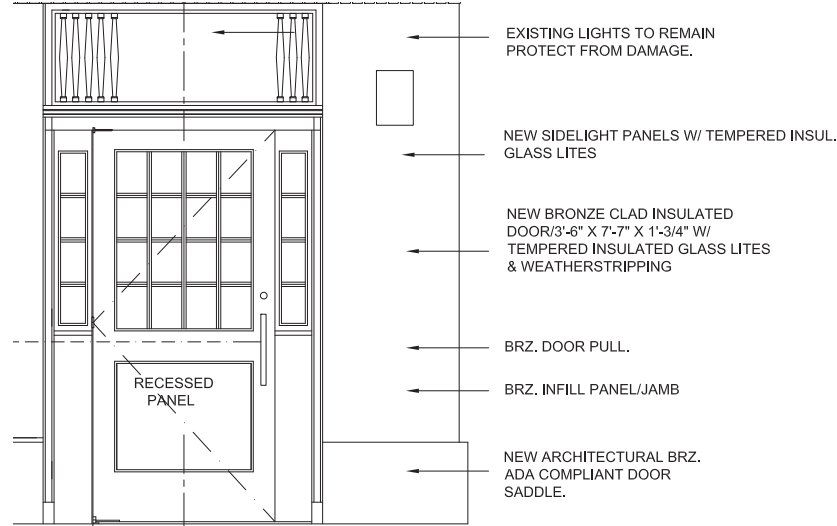 EXISTING LIGHTS TO REMAIN
PROTECT FROM DAMAGE.
NEW SIDELIGHT PANELS W/ TEMPERED INSUL.
GLASS LITES
NEW BRONZE CLAD INSULATED
DOOR/3'-6" X 7'-7" X 1'-3/4" W/
TEMPERED INSULATED GLASS LITES
& WEATHERSTRIPPING
BRZ. DOOR PULL.
RECESSED
PANEL
BRZ. INFILL PANEL/JAMB
NEW ARCHITECTURAL BRZ.
ADA COMPLIANT DOOR
SADDLE.